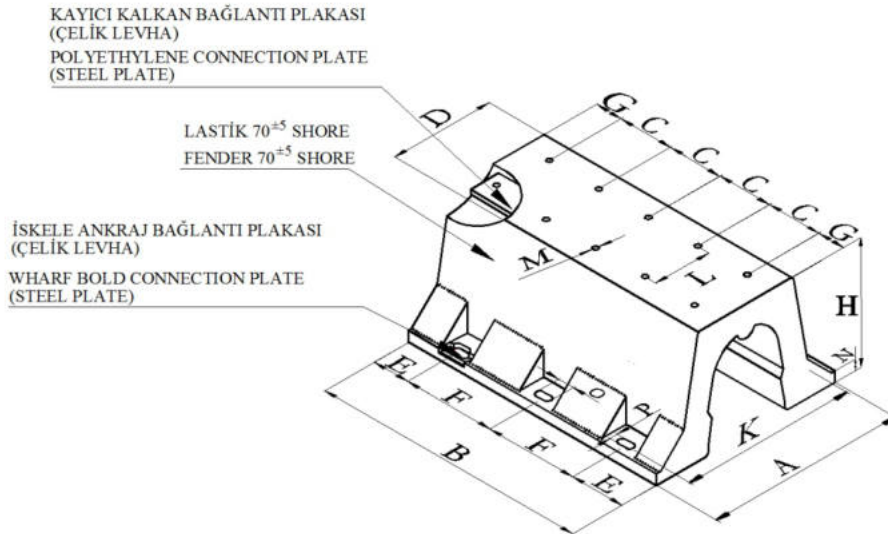 KAYICI KALKAN BAĞLANTI PLAKASI
(ÇELİK LEVHA)
POLYETHYLENE CONNECTION PLATE
(STEEL PLATE)
LASTİK 70±5 SHORE
FENDER 70±5 SHORE
İSKELE ANKRAJ BAĞLANTI PLAKASI
(ÇELİK LEVHA)
WHARF BOLD CONNECTION PLATE
(STEEL PLATE)
D
G
C
C
C
C
G
M
L
H
N
E
F
O
P
B
F
E
K
A